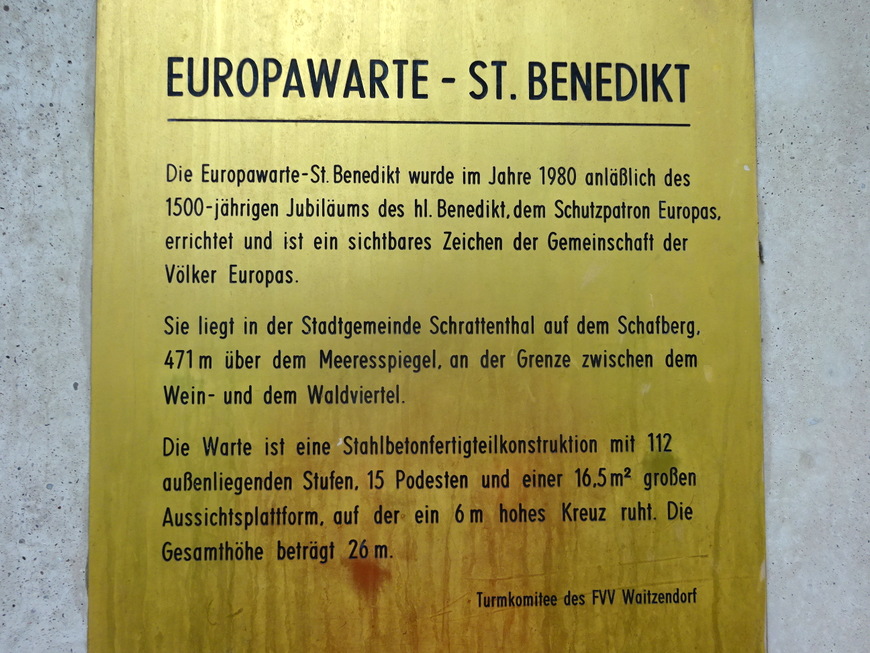 EUROPAWARTE - ST. BENEDIKT
Die Europawarte-St. Benedikt wurde im Jahre 1980 anläßlich des
1500-jährigen Jubiläums des hl. Benedikt, dem Schutzpatron Europas,
errichtet und ist ein sichtbares Zeichen der Gemeinschaft der
Völker Europas.
Sie liegt in der Stadtgemeinde Schrattenthal auf dem Schafberg,
471 m über dem Meeresspiegel, an der Grenze zwischen dem
Wein- und dem Waldviertel.
Die Warte ist eine Stahlbetonfertigteilkonstruktion mit 112
außenliegenden Stufen, 15 Podesten und einer 16,5 m² großen
Aussichtsplattform, auf der ein 6 m hohes Kreuz ruht. Die
Gesamthöhe beträgt 26 m.
Turmkomitee des FVV Waitzendorf